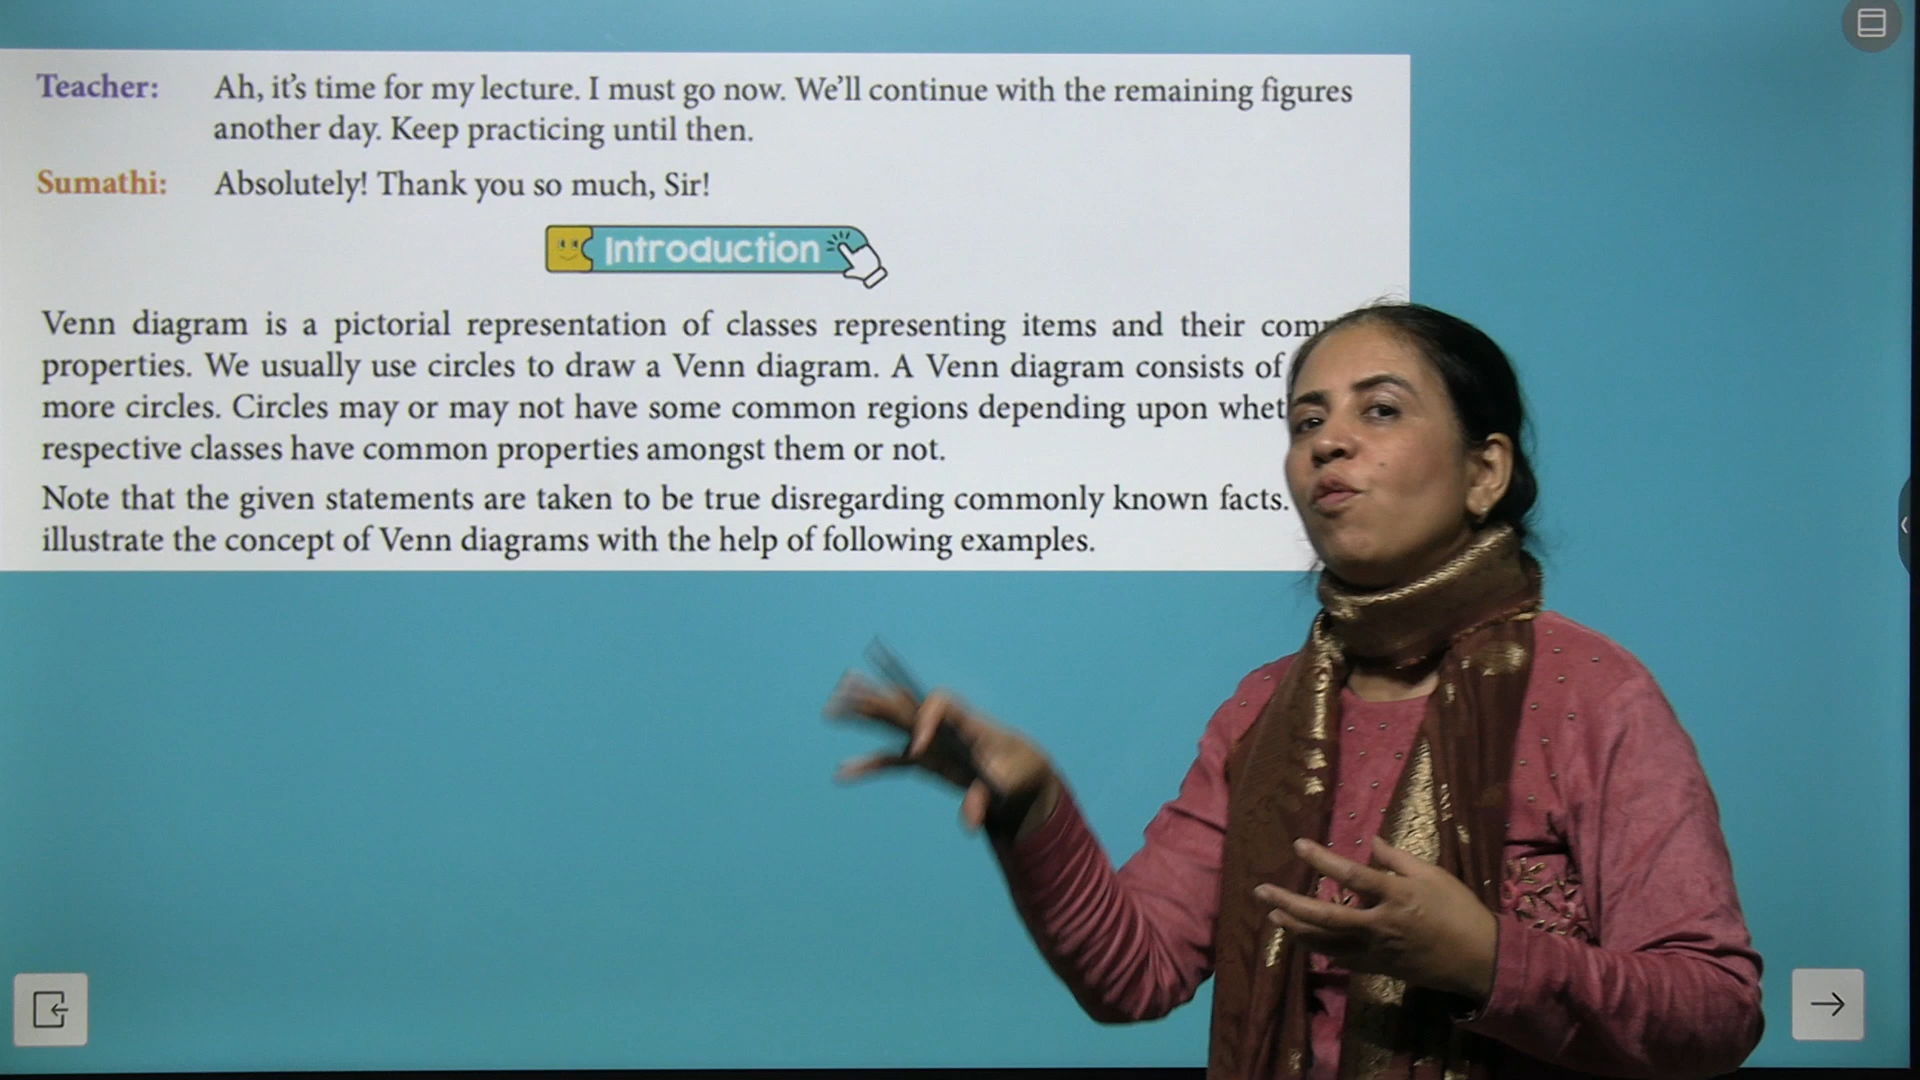 Teacher: Ah, it's time for my lecture. I must go now. We'll continue with the remaining figures
another day. Keep practicing until then.
Sumathi: Absolutely! Thank you so much, Sir!
Introduction
Venn diagram is a pictorial representation of classes representing items and their
properties. We usually use circles to draw a Venn diagram. A Venn diagram consists of
more circles. Circles may or may not have some common regions depending upon
respective classes have common properties amongst them or not.
Note that the given statements are taken to be true disregarding commonly known facts.
illustrate the concept of Venn diagrams with the help of following examples.